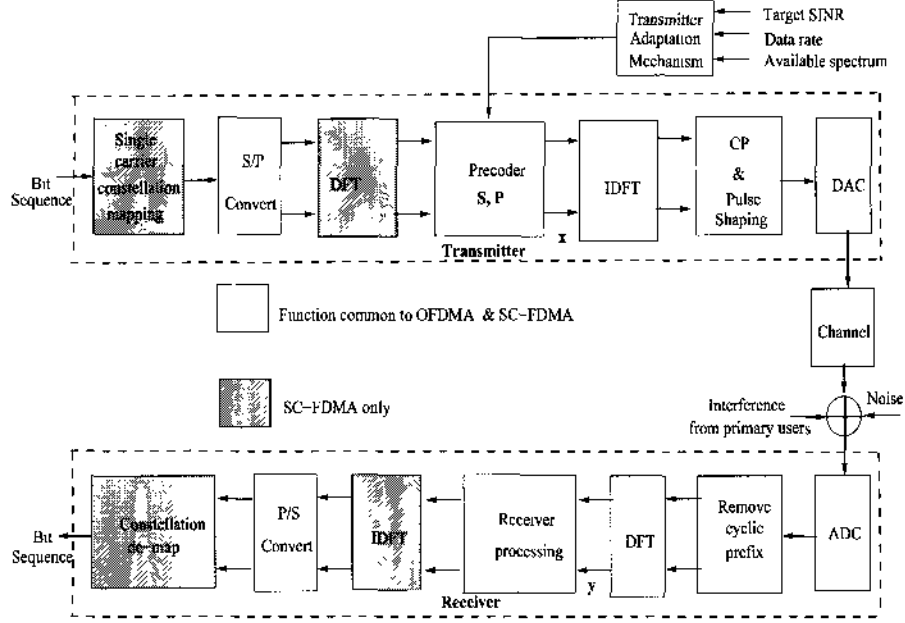 Transmitter
Adaptation
Mechanism
Target SINR
Data rate
Available spectrum
Bit
Sequence
Single
carrier
constellation
mapping
S/P
Convert
DFT
Precoder
S, P
x
IDFT
CP
&
Pulse
Shaping
DAC
Transmitter
Function common to OFDMA & SC-FDMA
Channel
SC-FDMA only
Interference
from primary users
Noise
Bit
Sequence
Constellation
de-map
P/S
Convert
IDFT
Receiver
processing
y
DFT
Remove
cyclic
prefix
ADC
Receiver